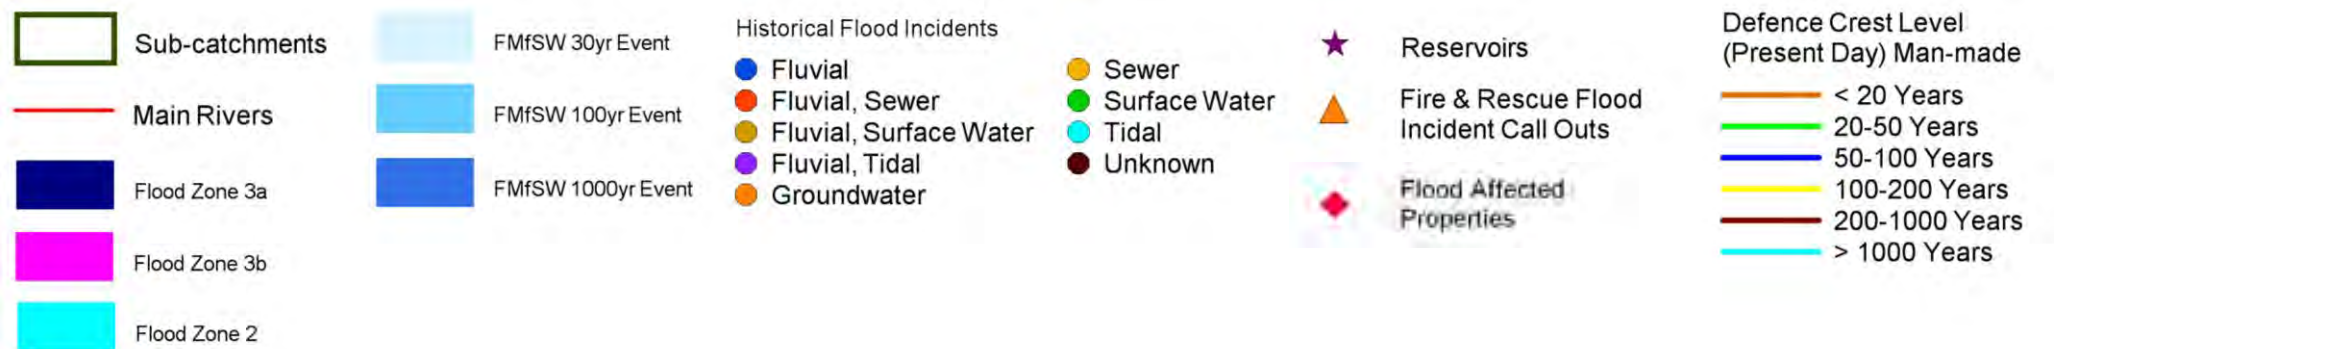 Sub-catchments
Main Rivers
Flood Zone 3a
Flood Zone 3b
Flood Zone 2
FMfSW 30yr Event
FMfSW 100yr Event
FMfSW 1000yr Event
Historical Flood Incidents
Fluvial
Fluvial, Sewer
Fluvial, Surface Water
Fluvial, Tidal
Groundwater
Sewer
Surface Water
Tidal
Unknown
Reservoirs
Fire & Rescue Flood
Incident Call Outs
Flood Affected
Properties
Defence Crest Level
(Present Day) Man-made
< 20 Years
20-50 Years
50-100 Years
100-200 Years
200-1000 Years
> 1000 Years